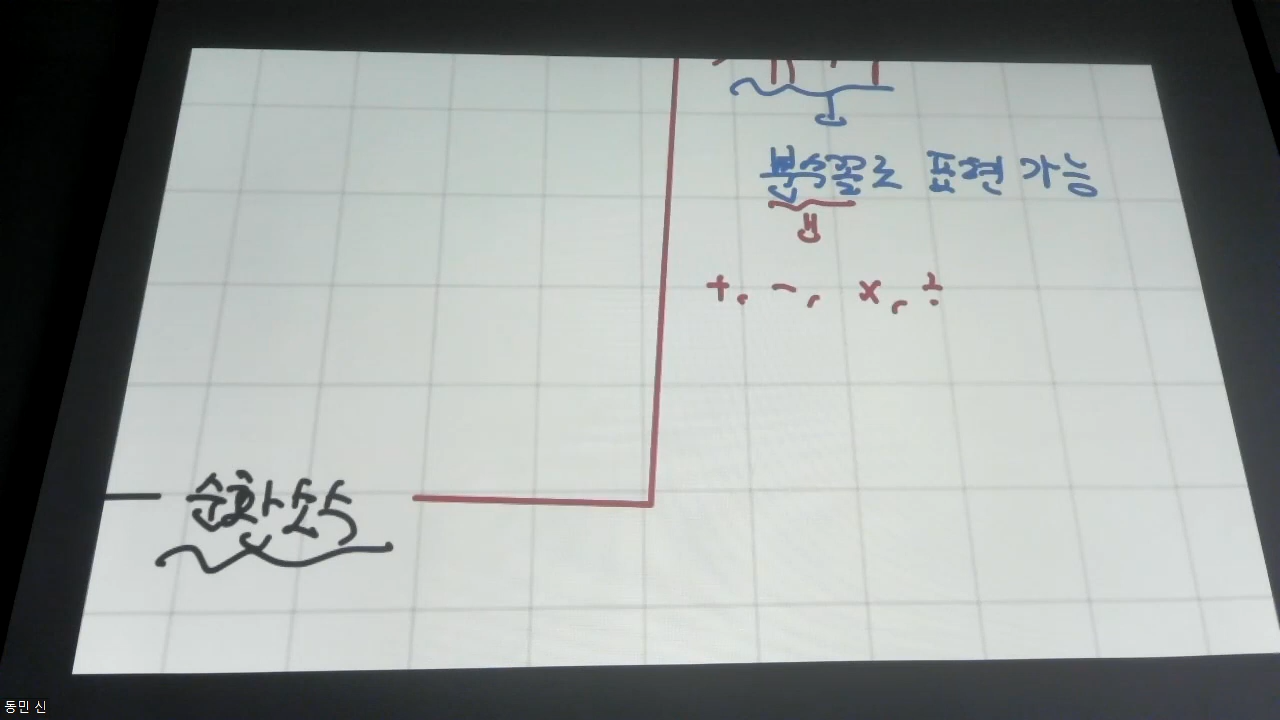 분수꼴로 표현 가능
+, -, ×, ÷
순환소수
동민 신